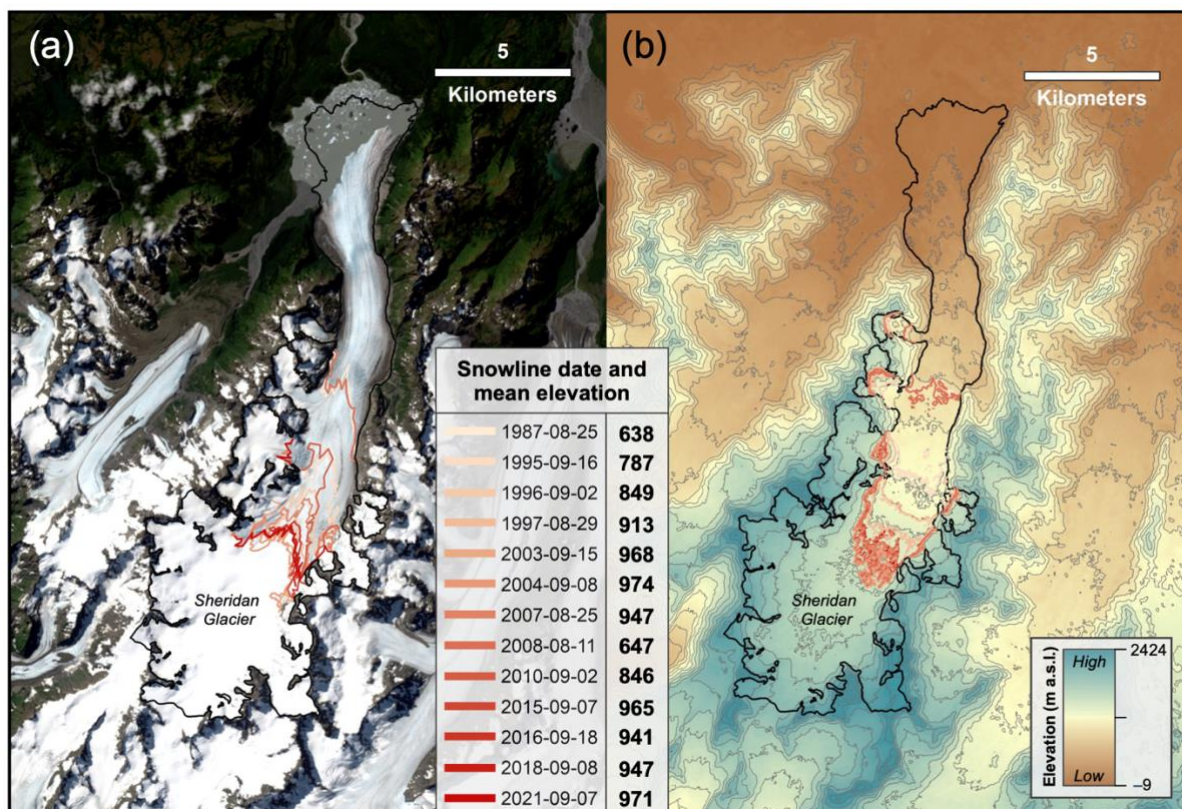 (a)
5
Kilometers
Sheridan
Glacier
Snowline date and
mean elevation
1987-08-25 638
1995-09-16 787
1996-09-02 849
1997-08-29 913
2003-09-15 968
2004-09-08 974
2007-08-25 947
2008-08-11 647
2010-09-02 846
2015-09-07 965
2016-09-18 941
2018-09-08 947
2021-09-07 971
(b)
5
Kilometers
Sheridan
Glacier
Elevation (m a.s.l.)
High 2424
Low –9